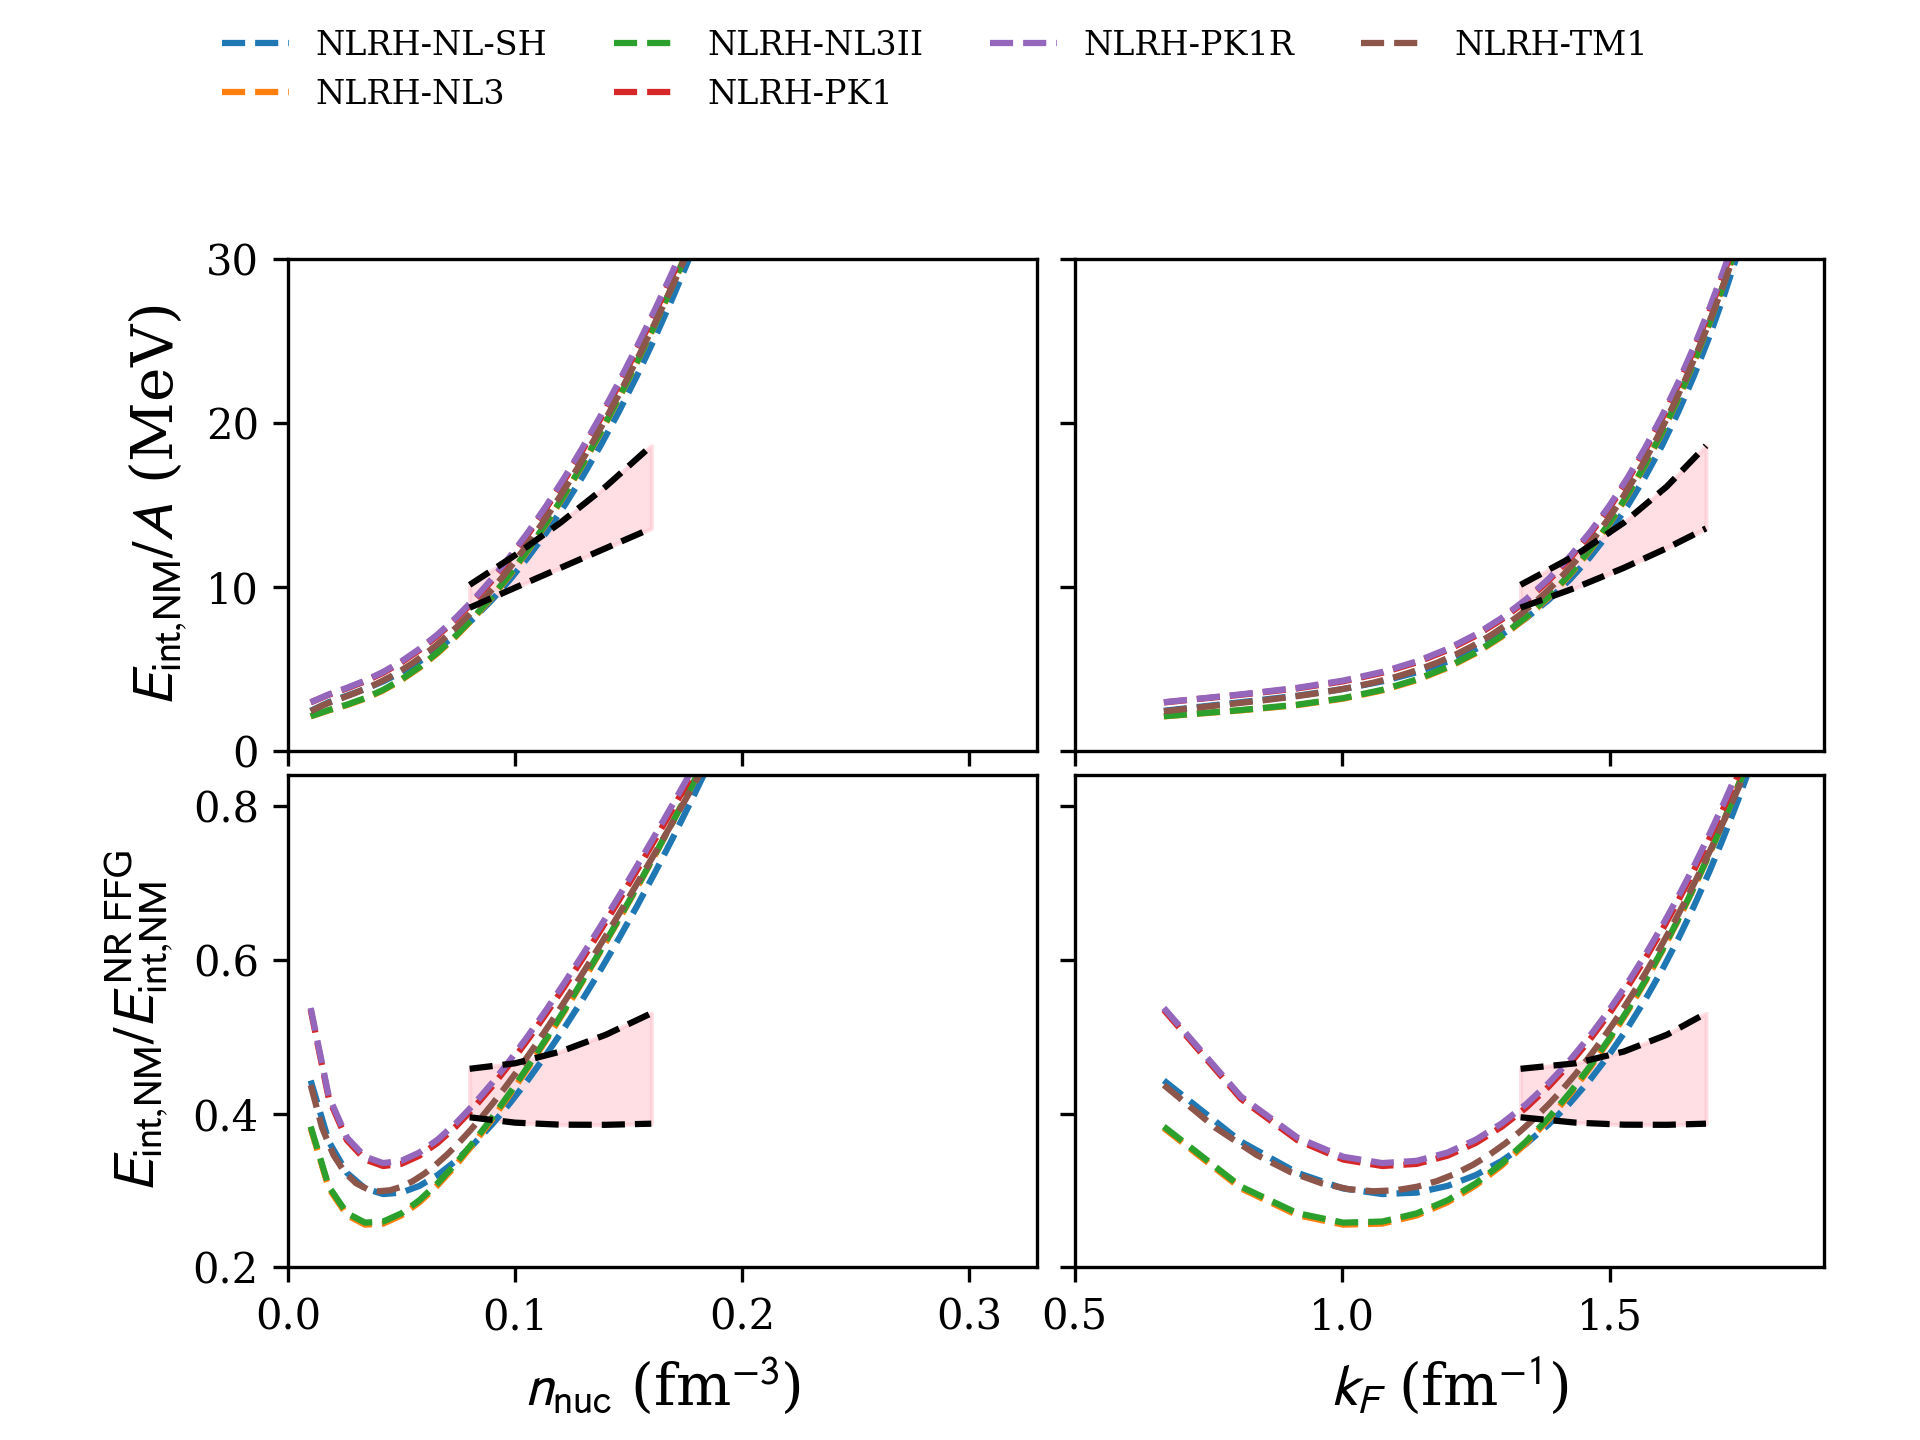 NLRH-NL-SH NLRH-NL3II NLRH-PK1R NLRH-TM1
NLRH-NL3 NLRH-PK1
30
20
10
0
E_int,NM/A (MeV)
0.8
0.6
0.4
0.2
E_int,NM/E^NR FFG_int,NM
0.0 0.1 0.2 0.3
0.5 1.0 1.5
n_nuc (fm⁻³)
k_F (fm⁻¹)